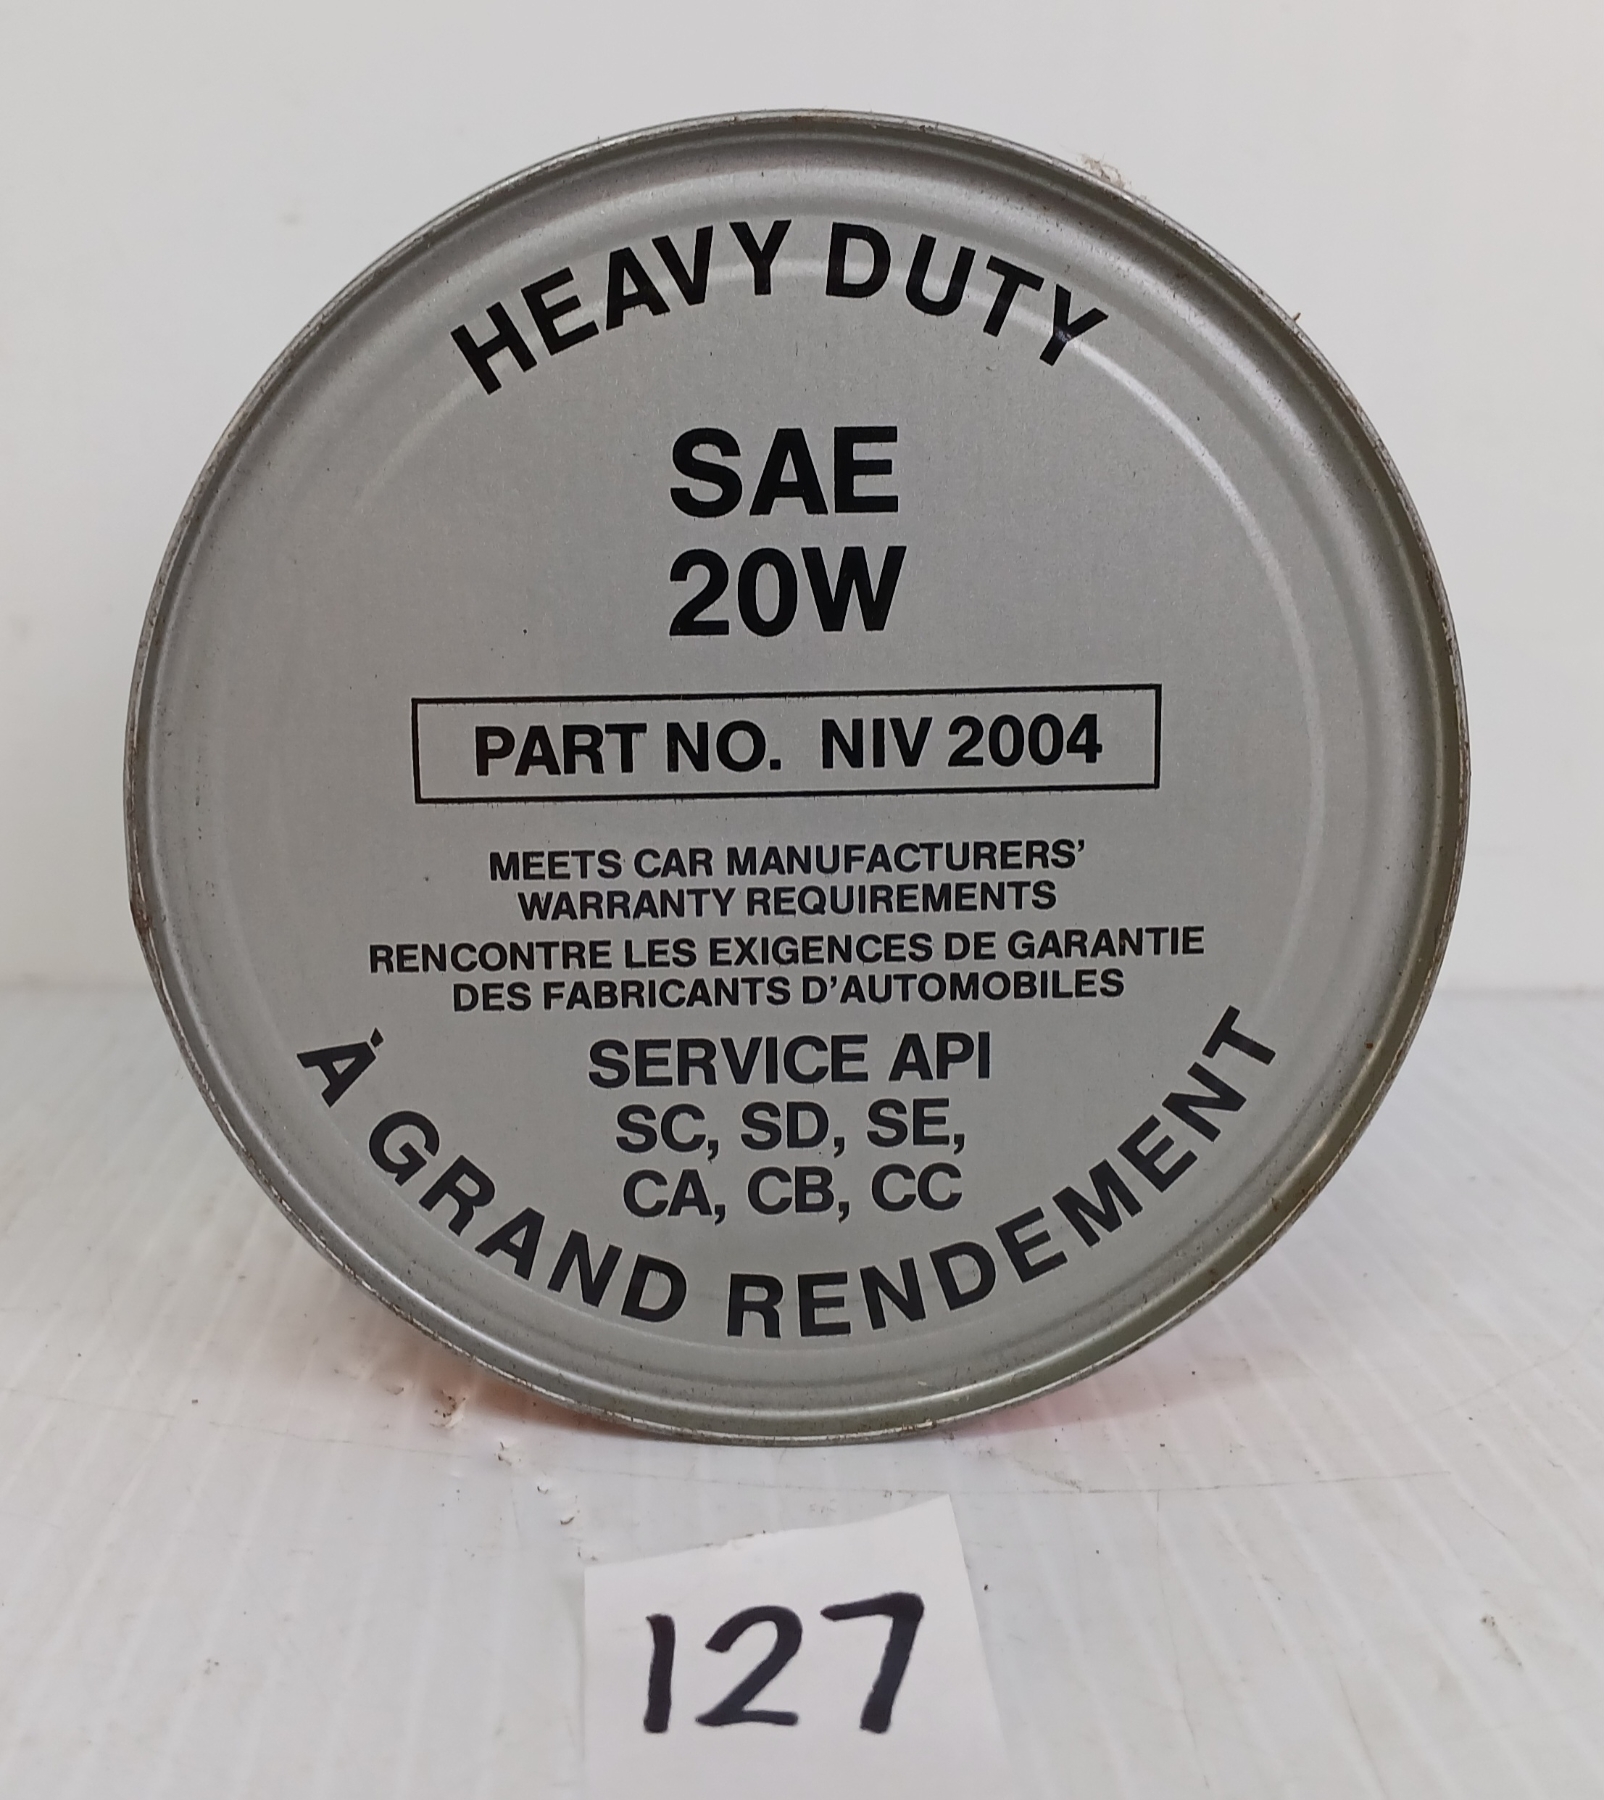 HEAVY DUTY
SAE
20W
PART NO. NIV 2004
MEETS CAR MANUFACTURERS'
WARRANTY REQUIREMENTS
RENCONTRE LES EXIGENCES DE GARANTIE
DES FABRICANTS D'AUTOMOBILES
SERVICE API
SC, SD, SE,
CA, CB, CC
À GRAND RENDEMENT
127